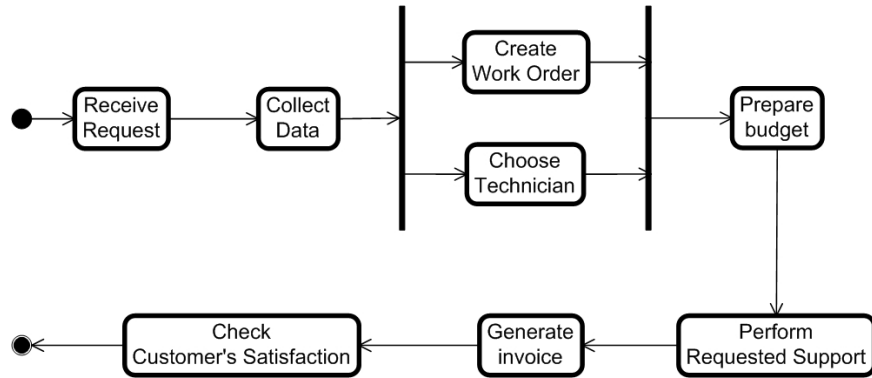 Receive
Request
Collect
Data
Create
Work Order
Choose
Technician
Prepare
budget
Perform
Requested Support
Generate
invoice
Check
Customer's Satisfaction